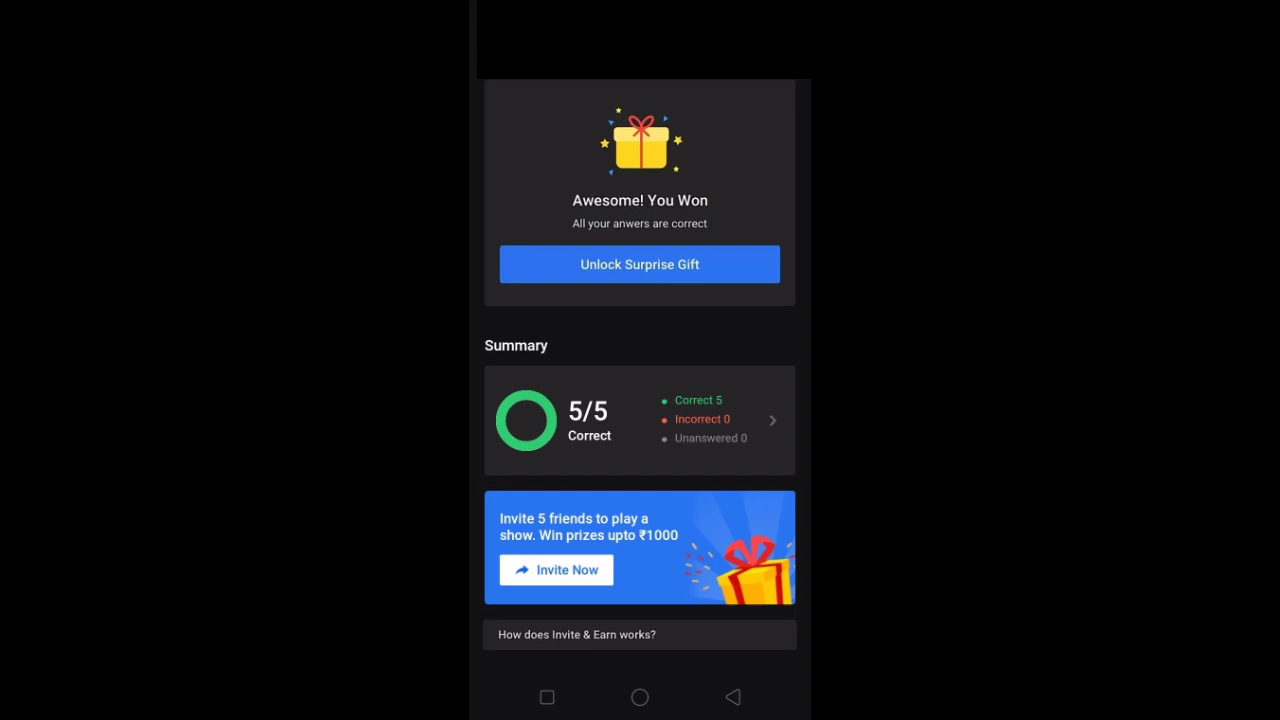 Awesome! You Won
All your anwers are correct
Unlock Surprise Gift
Summary
5/5
Correct
Correct 5
Incorrect 0
Unanswered 0
Invite 5 friends to play a
show. Win prizes upto ₹1000
Invite Now
How does Invite & Earn works?